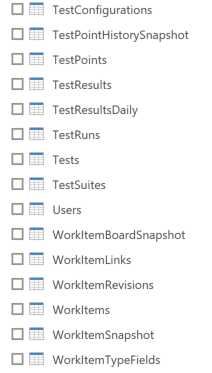 TestConfigurations
TestPointHistorySnapshot
TestPoints
TestResults
TestResultsDaily
TestRuns
Tests
TestSuites
Users
WorkItemBoardSnapshot
WorkItemLinks
WorkItemRevisions
WorkItems
WorkItemSnapshot
WorkItemTypeFields